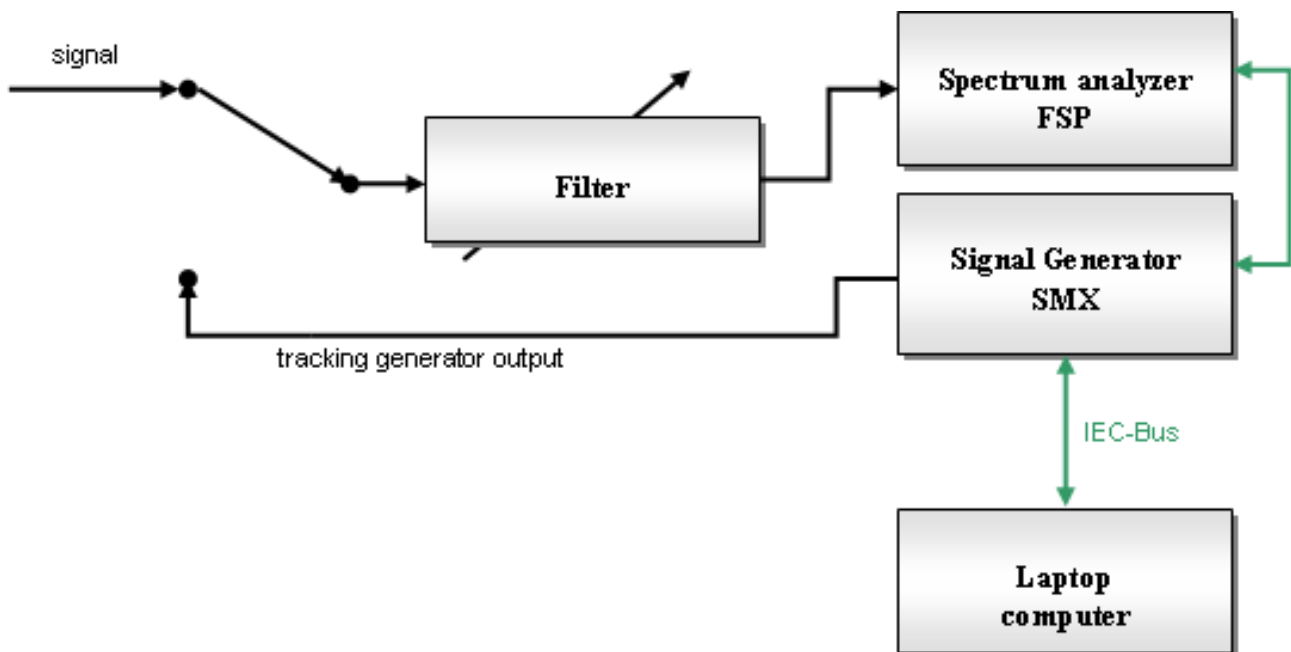 signal
Spectrum analyzer
FSP
Filter
Signal Generator
SMX
tracking generator output
IEC-Bus
Laptop
computer